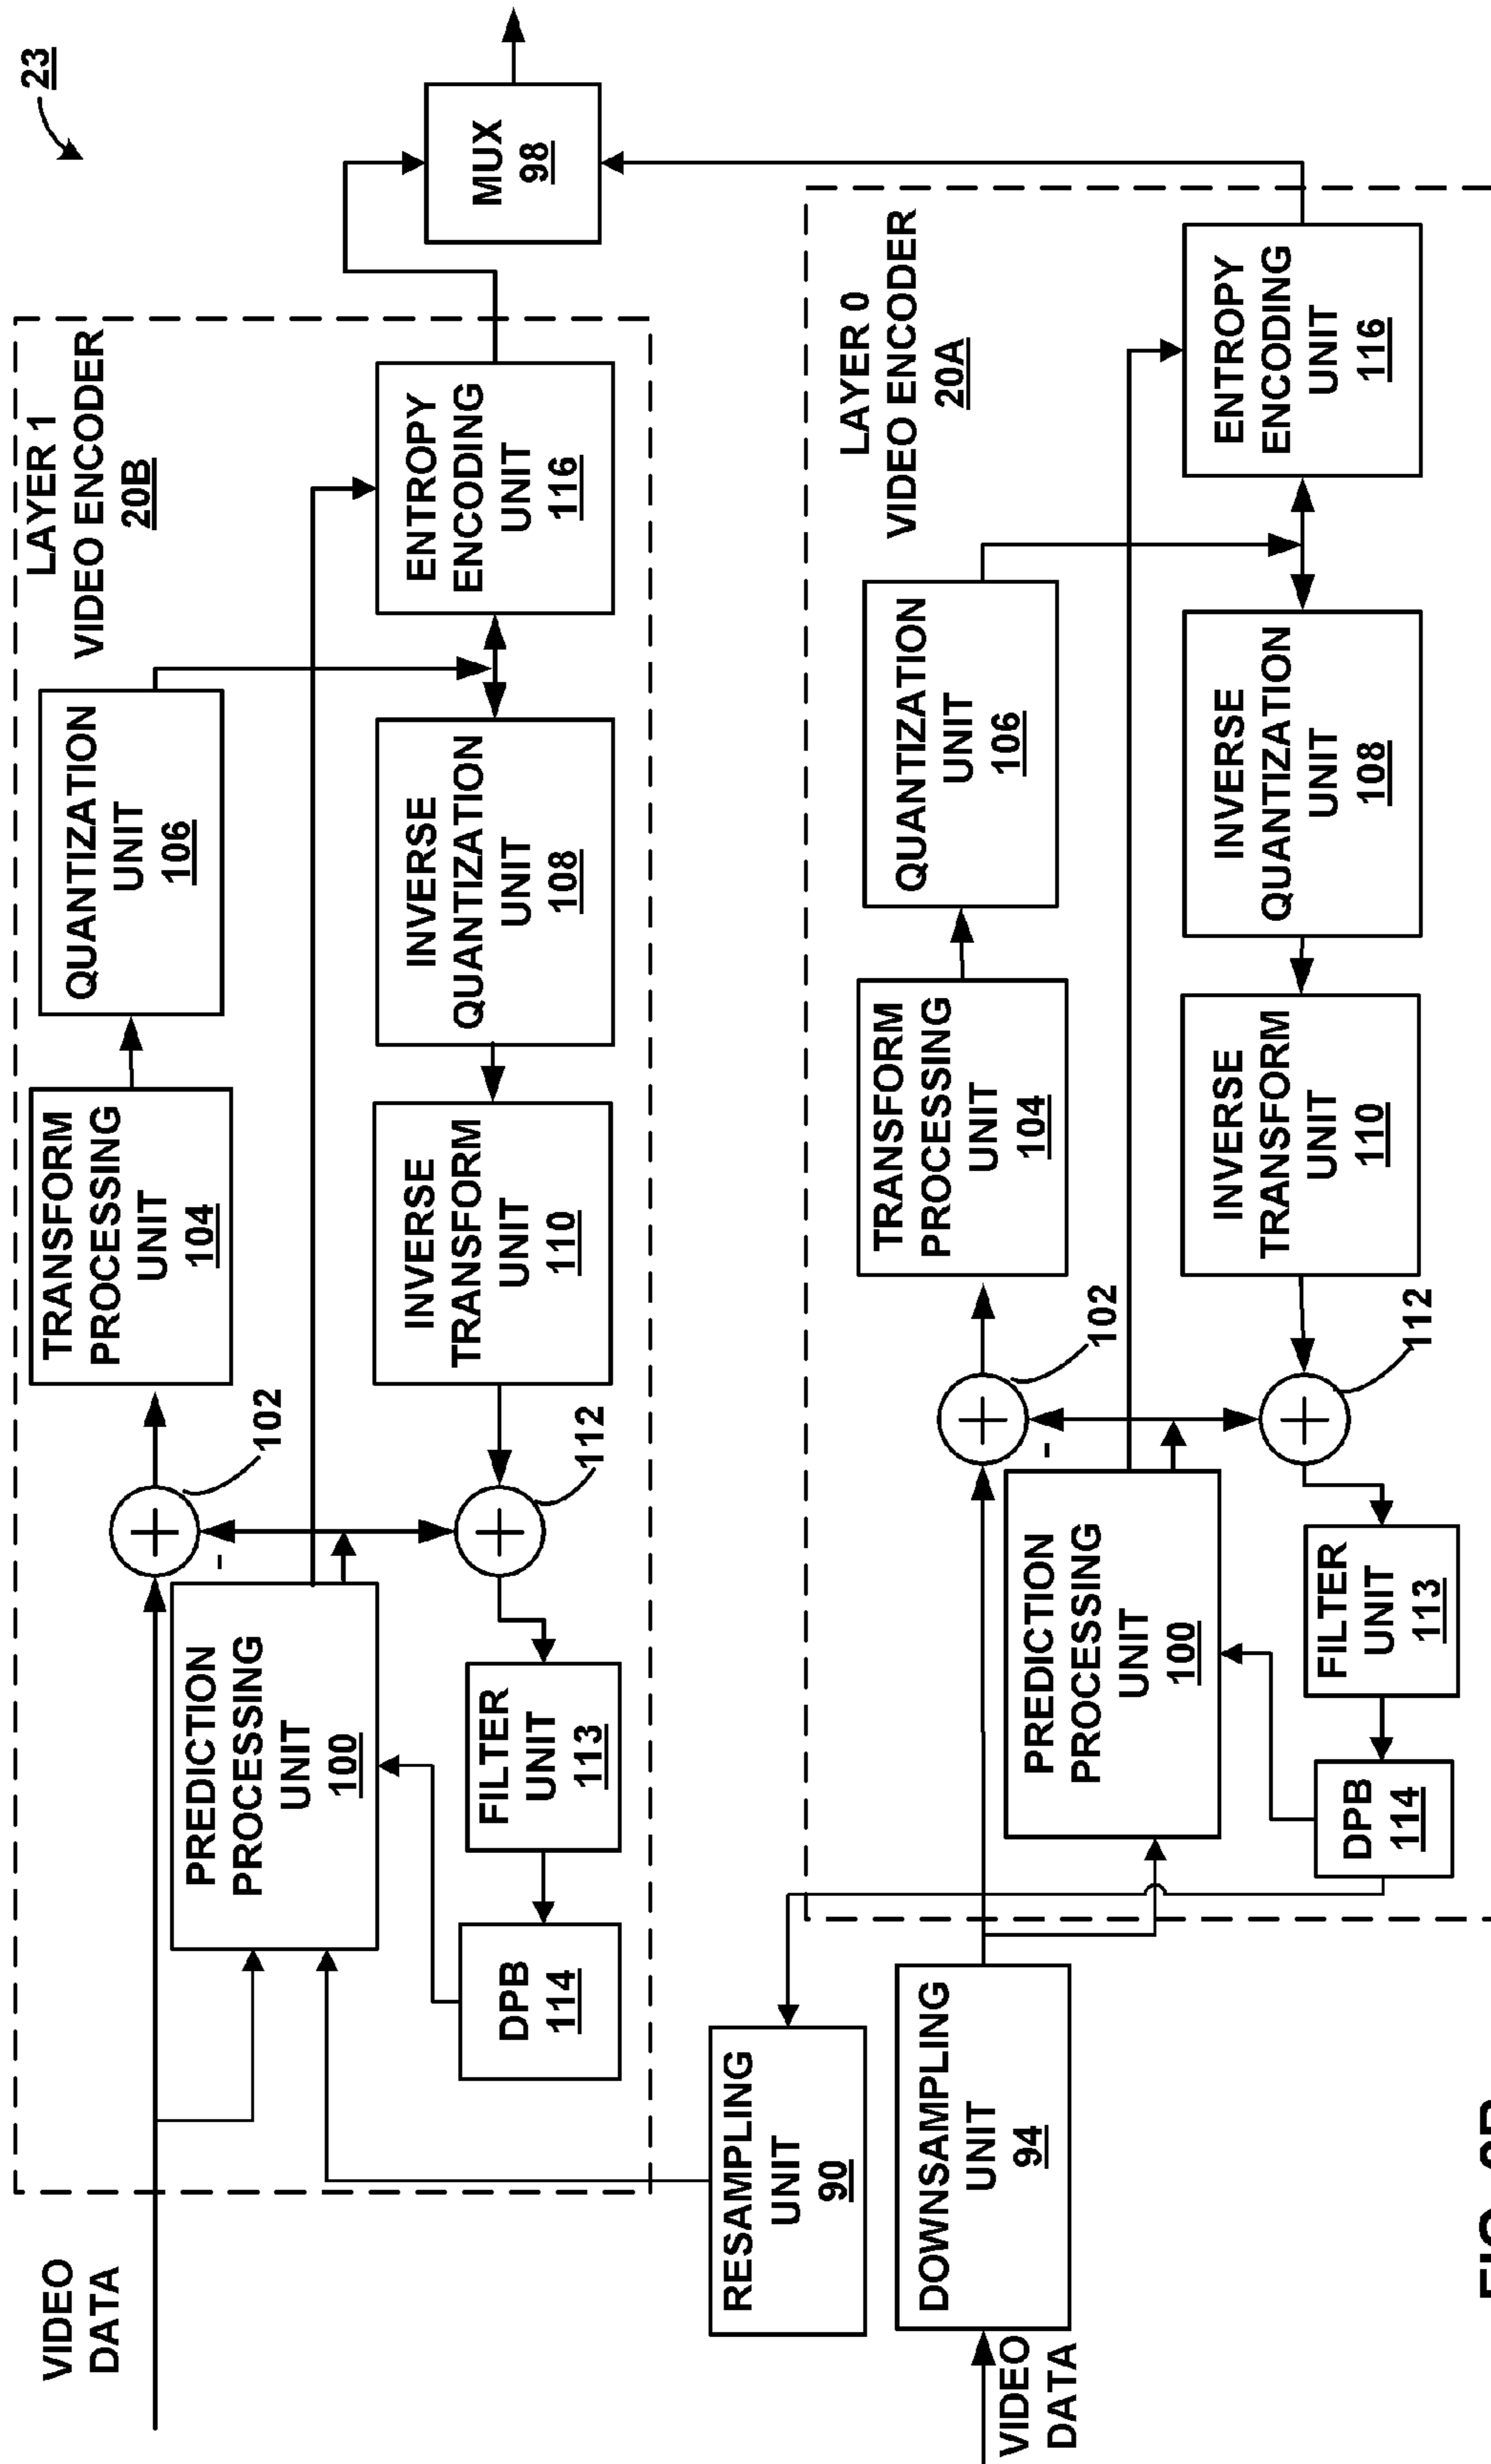 23
LAYER 1
VIDEO ENCODER
20B
VIDEO
DATA
PREDICTION
PROCESSING
UNIT
100
-
102
TRANSFORM
PROCESSING
UNIT
104
QUANTIZATION
UNIT
106
DPB
114
FILTER
UNIT
113
112
INVERSE
TRANSFORM
UNIT
110
INVERSE
QUANTIZATION
UNIT
108
ENTROPY
ENCODING
UNIT
116
MUX
98
RESAMPLING
UNIT
90
LAYER 0
VIDEO ENCODER
20A
VIDEO
DATA
DOWNSAMPLING
UNIT
94
PREDICTION
PROCESSING
UNIT
100
-
102
TRANSFORM
PROCESSING
UNIT
104
QUANTIZATION
UNIT
106
DPB
114
FILTER
UNIT
113
112
INVERSE
TRANSFORM
UNIT
110
INVERSE
QUANTIZATION
UNIT
108
ENTROPY
ENCODING
UNIT
116